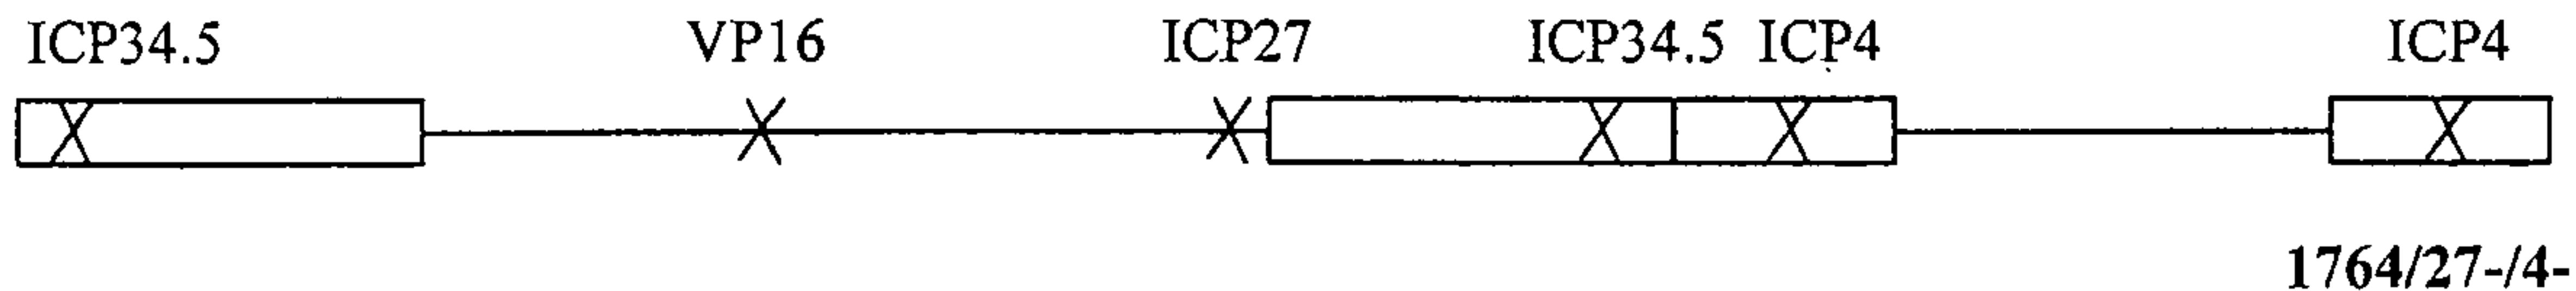 ICP34.5 VP16 ICP27 ICP34.5 ICP4 ICP4
1764/27-/4-